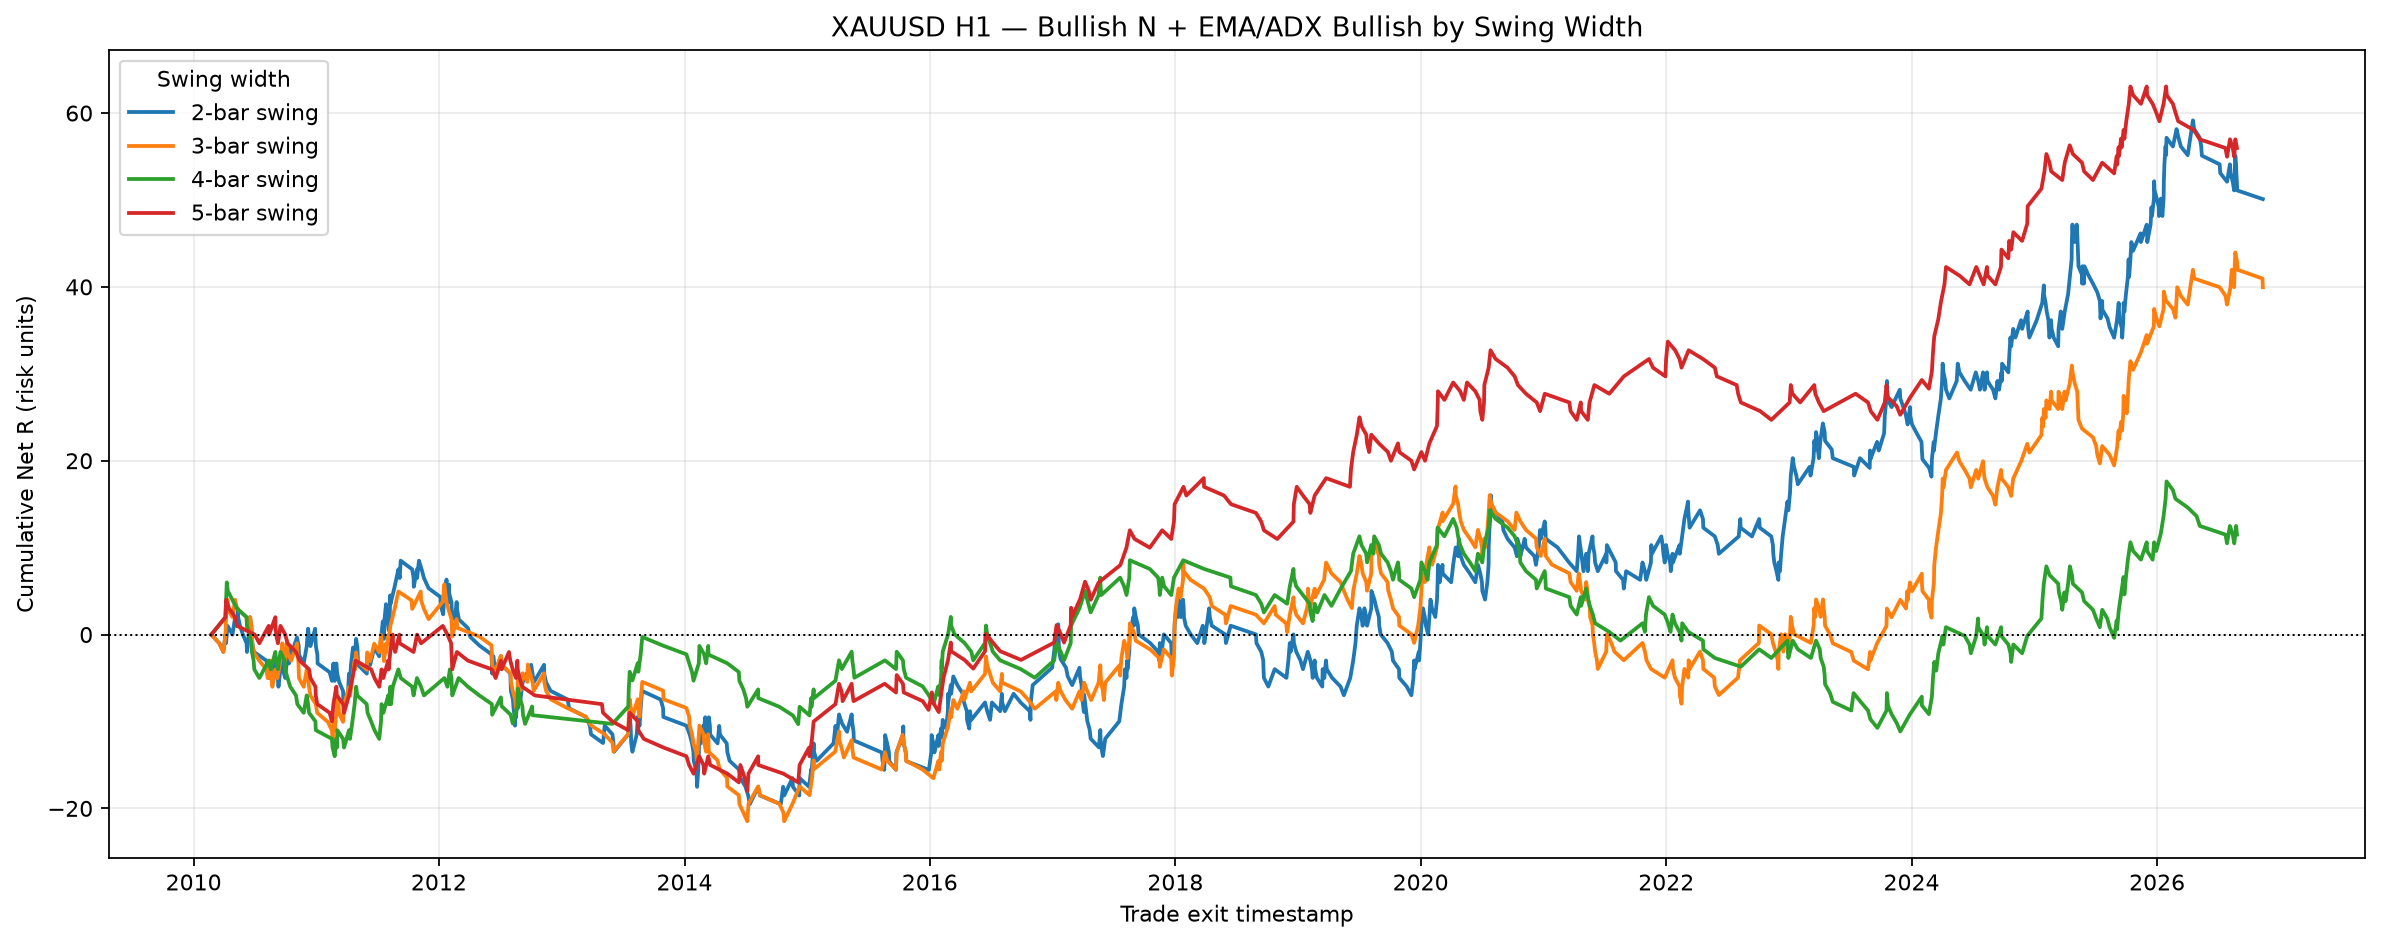 XAUUSD H1 — Bullish N + EMA/ADX Bullish by Swing Width
Swing width
2-bar swing
3-bar swing
4-bar swing
5-bar swing
Cumulative Net R (risk units)
60
40
20
0
−20
2010 2012 2014 2016 2018 2020 2022 2024 2026
Trade exit timestamp